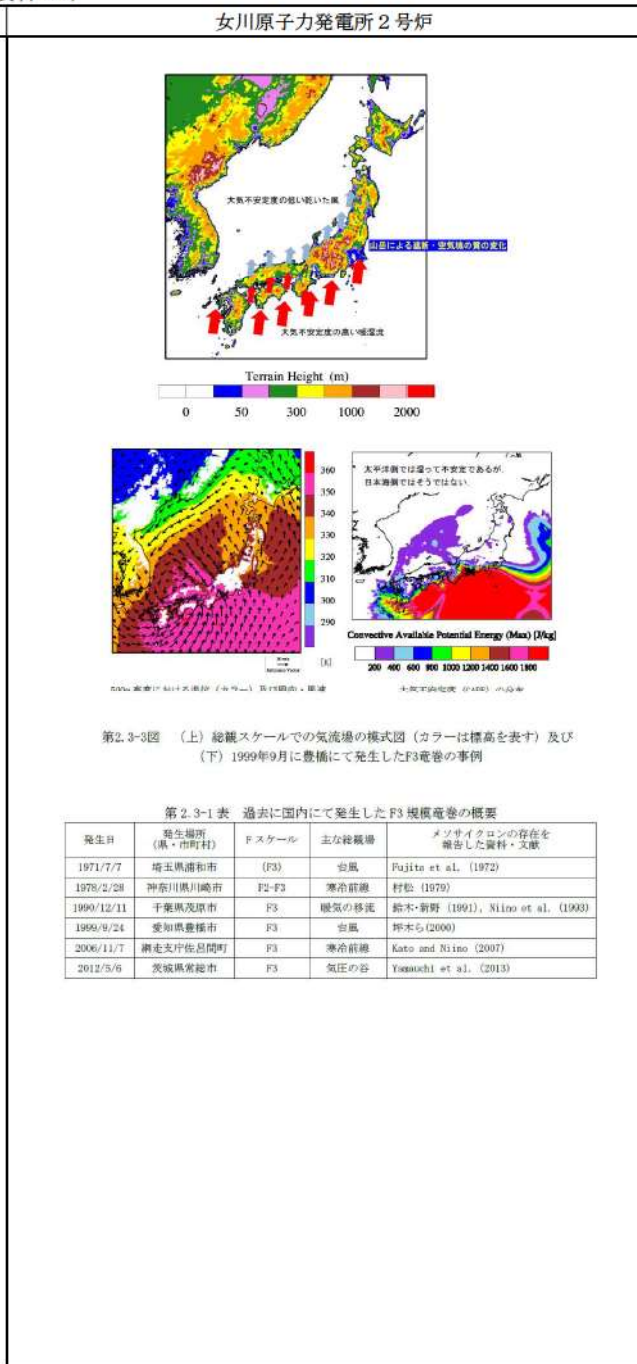 女川原子力発電所２号炉
大気不安定度の低い乾いた風
山岳による遮断・空気塊の質の変化
大気不安定度の高い暖湿流
Terrain Height (m)
0 50 300 1000 2000
太平洋側では湿って不安定であるが、
日本海側ではそうではない.
360
350
340
330
320
310
300
290
[K]
Convective Available Potential Energy (Max) [J/kg]
200 400 600 800 1000 1200 1400 1600 1800
第2.3-3図　（上）総観スケールでの気流場の模式図（カラーは標高を表す）及び
（下）1999年9月に豊橋にて発生したF3竜巻の事例
第 2.3-1 表　過去に国内にて発生した F3 規模竜巻の概要
発生日 発生場所（県・市町村） Fスケール 主な総観場 メソサイクロンの存在を報告した資料・文献
1971/7/7 埼玉県浦和市 (F3) 台風 Fujita et al. (1972)
1978/2/28 神奈川県川崎市 F2-F3 寒冷前線 村松 (1979)
1990/12/11 千葉県茂原市 F3 暖気の移流 鈴木・新野 (1991), Niino et al. (1993)
1999/9/24 愛知県豊橋市 F3 台風 坪木ら(2000)
2006/11/7 網走支庁佐呂間町 F3 寒冷前線 Kato and Niino (2007)
2012/5/6 茨城県常総市 F3 気圧の谷 Yamauchi et al. (2013)